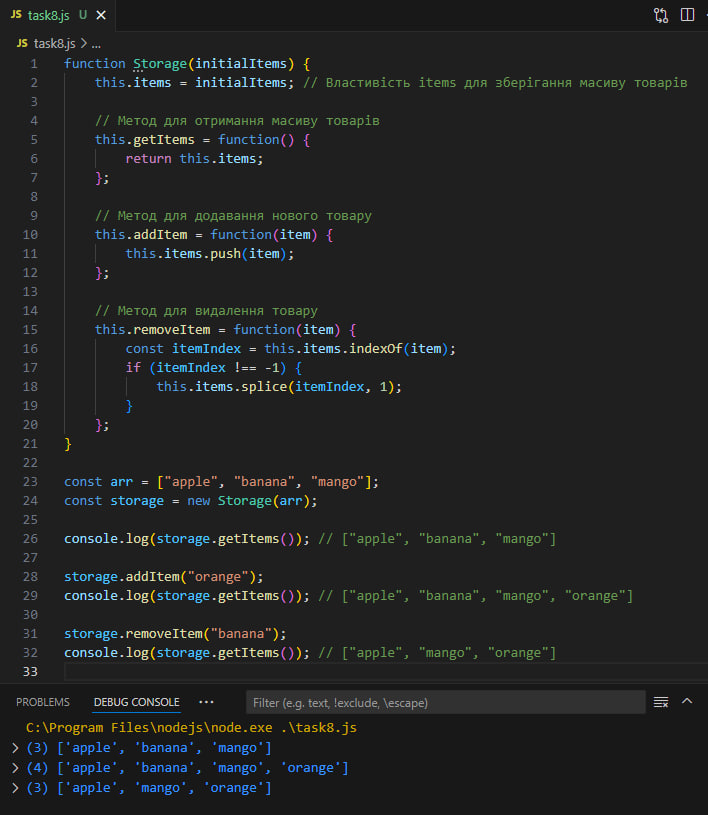 JS task8.js U
JS task8.js > ...
1 function Storage(initialItems) {
2 this.items = initialItems; // Властивість items для зберігання масиву товарів
3
4 // Метод для отримання масиву товарів
5 this.getItems = function() {
6 return this.items;
7 };
8
9 // Метод для додавання нового товару
10 this.addItem = function(item) {
11 this.items.push(item);
12 };
13
14 // Метод для видалення товару
15 this.removeItem = function(item) {
16 const itemIndex = this.items.indexOf(item);
17 if (itemIndex !== -1) {
18 this.items.splice(itemIndex, 1);
19 }
20 };
21 }
22
23 const arr = ["apple", "banana", "mango"];
24 const storage = new Storage(arr);
25
26 console.log(storage.getItems()); // ["apple", "banana", "mango"]
27
28 storage.addItem("orange");
29 console.log(storage.getItems()); // ["apple", "banana", "mango", "orange"]
30
31 storage.removeItem("banana");
32 console.log(storage.getItems()); // ["apple", "mango", "orange"]
33
PROBLEMS DEBUG CONSOLE ... Filter (e.g. text, !exclude, \escape)
C:\Program Files\nodejs\node.exe .\task8.js
> (3) ['apple', 'banana', 'mango']
> (4) ['apple', 'banana', 'mango', 'orange']
> (3) ['apple', 'mango', 'orange']